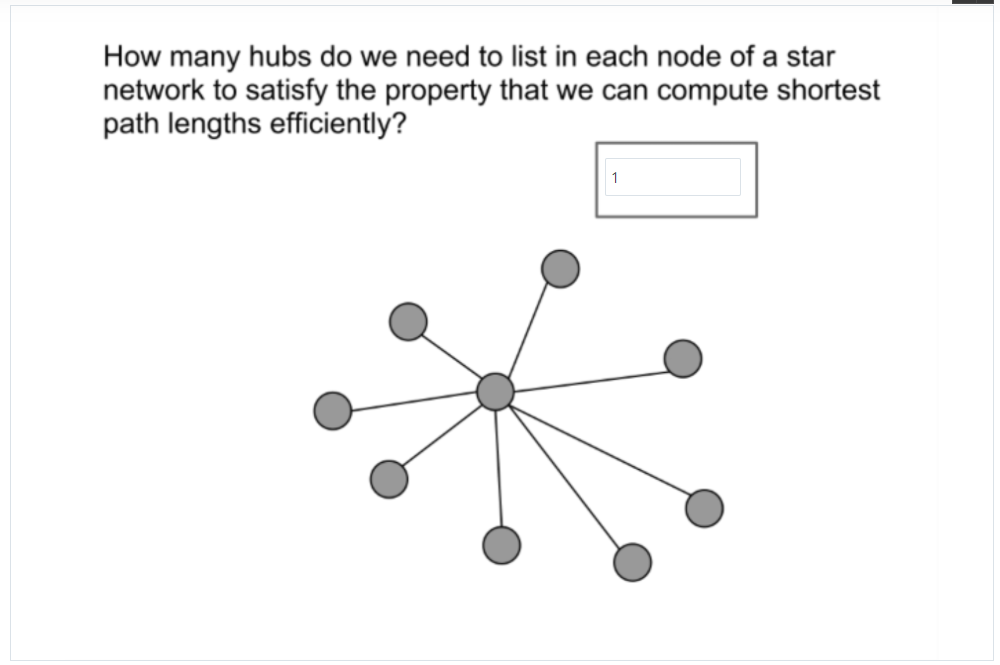 How many hubs do we need to list in each node of a star
network to satisfy the property that we can compute shortest
path lengths efficiently?
1